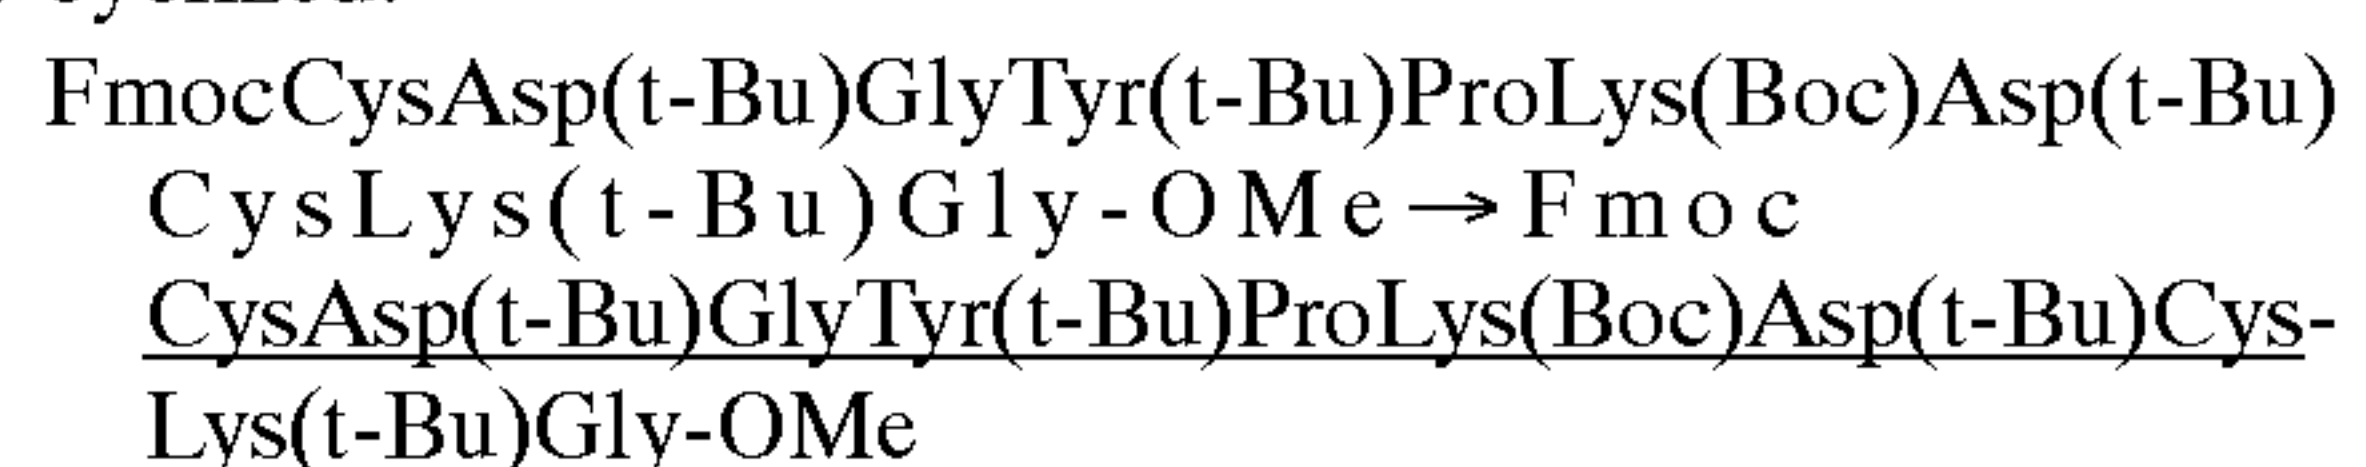 FmocCysAsp(t-Bu)GlyTyr(t-Bu)ProLys(Boc)Asp(t-Bu)
CysLys(t-Bu)Gly-OMe→Fmoc
CysAsp(t-Bu)GlyTyr(t-Bu)ProLys(Boc)Asp(t-Bu)Cys-
Lys(t-Bu)Gly-OMe